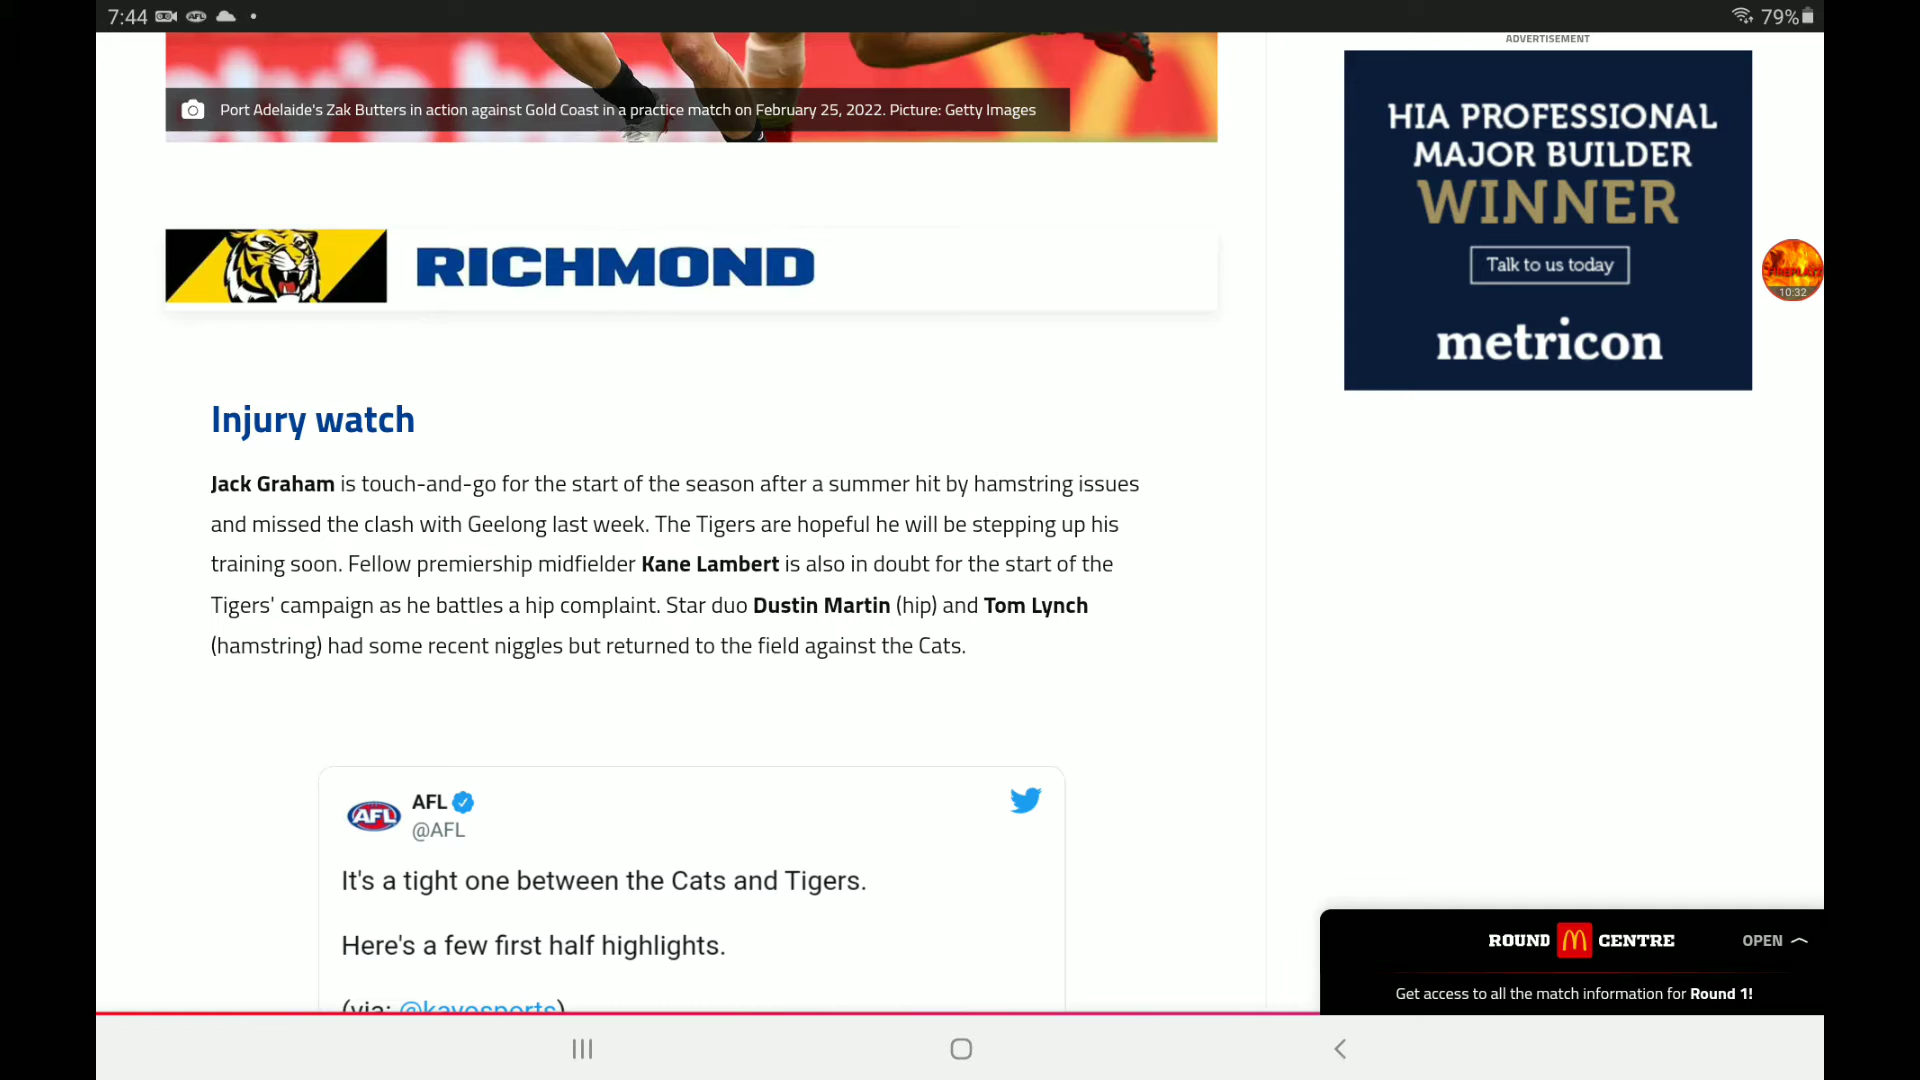 7:44
79%
ADVERTISEMENT
Port Adelaide's Zak Butters in action against Gold Coast in a practice match on February 25, 2022. Picture: Getty Images
HIA PROFESSIONAL
MAJOR BUILDER
WINNER
Talk to us today
metricon
FIREPLAYZ
10:32
RICHMOND
Injury watch
Jack Graham is touch-and-go for the start of the season after a summer hit by hamstring issues
and missed the clash with Geelong last week. The Tigers are hopeful he will be stepping up his
training soon. Fellow premiership midfielder Kane Lambert is also in doubt for the start of the
Tigers' campaign as he battles a hip complaint. Star duo Dustin Martin (hip) and Tom Lynch
(hamstring) had some recent niggles but returned to the field against the Cats.
AFL
AFL
@AFL
It's a tight one between the Cats and Tigers.
Here's a few first half highlights.
(via: @kayosports)
ROUND CENTRE
OPEN
Get access to all the match information for Round 1!